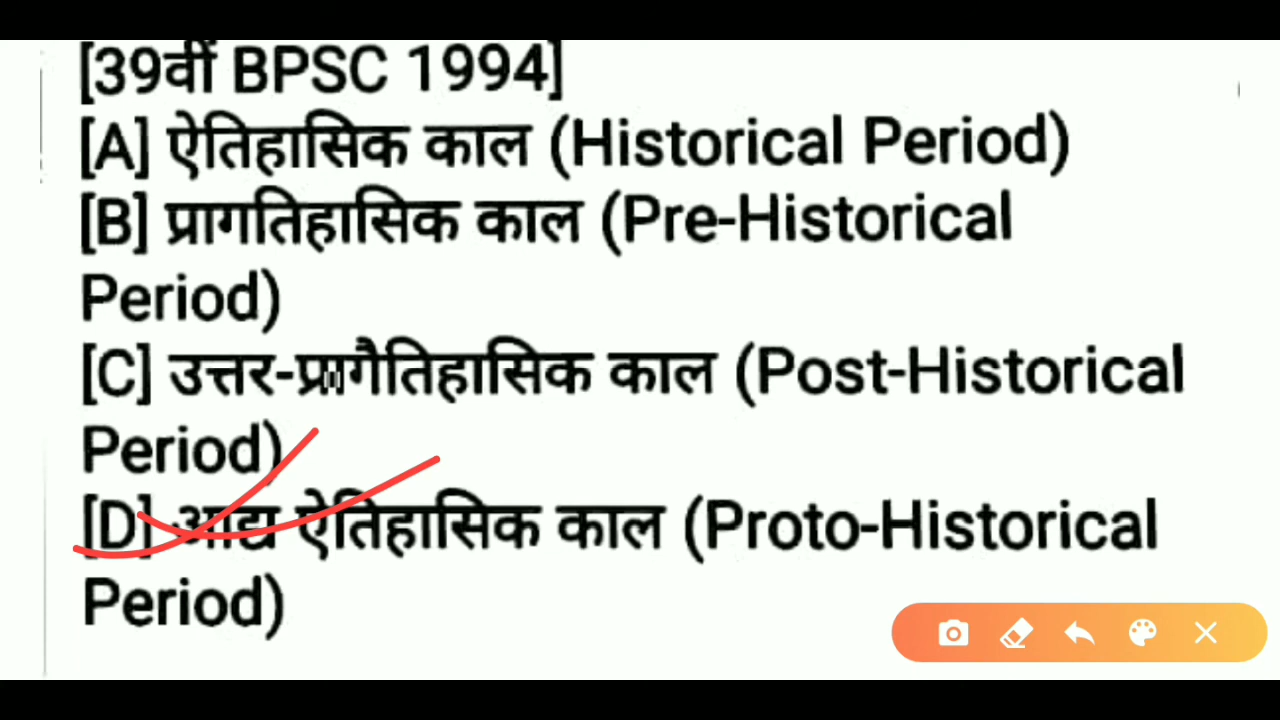 [39वीं BPSC 1994]
[A] ऐतिहासिक काल (Historical Period)
[B] प्रागतिहासिक काल (Pre-Historical
Period)
[C] उत्तर-प्रागैतिहासिक काल (Post-Historical
Period)
[D] आद्य ऐतिहासिक काल (Proto-Historical
Period)